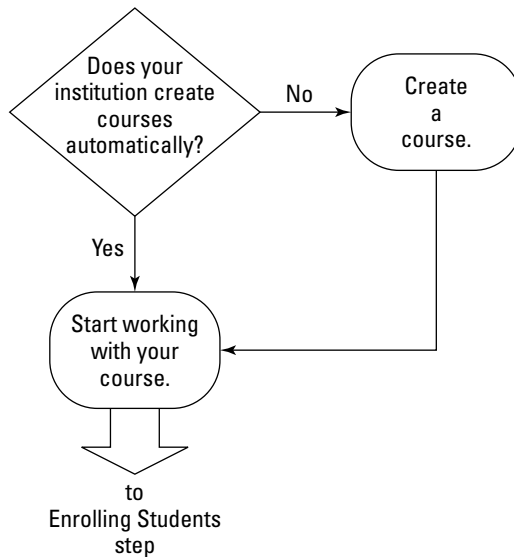 Does your
institution create
courses
automatically?
No
Create
a
course.
Yes
Start working
with your
course.
to
Enrolling Students
step